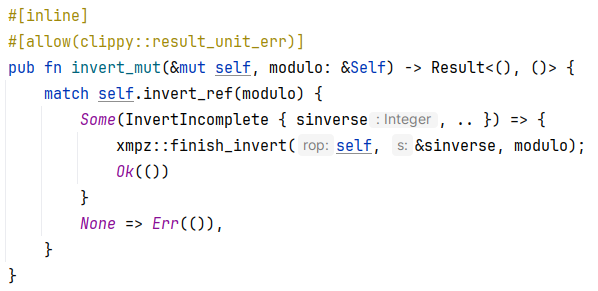 #[inline]
#[allow(clippy::result_unit_err)]
pub fn invert_mut(&mut self, modulo: &Self) -> Result<(), ()> {
    match self.invert_ref(modulo) {
        Some(InvertIncomplete { sinverse : Integer , .. }) => {
            xmpz::finish_invert( rop: self, s: &sinverse, modulo);
            Ok(())
        }
        None => Err(()),
    }
}